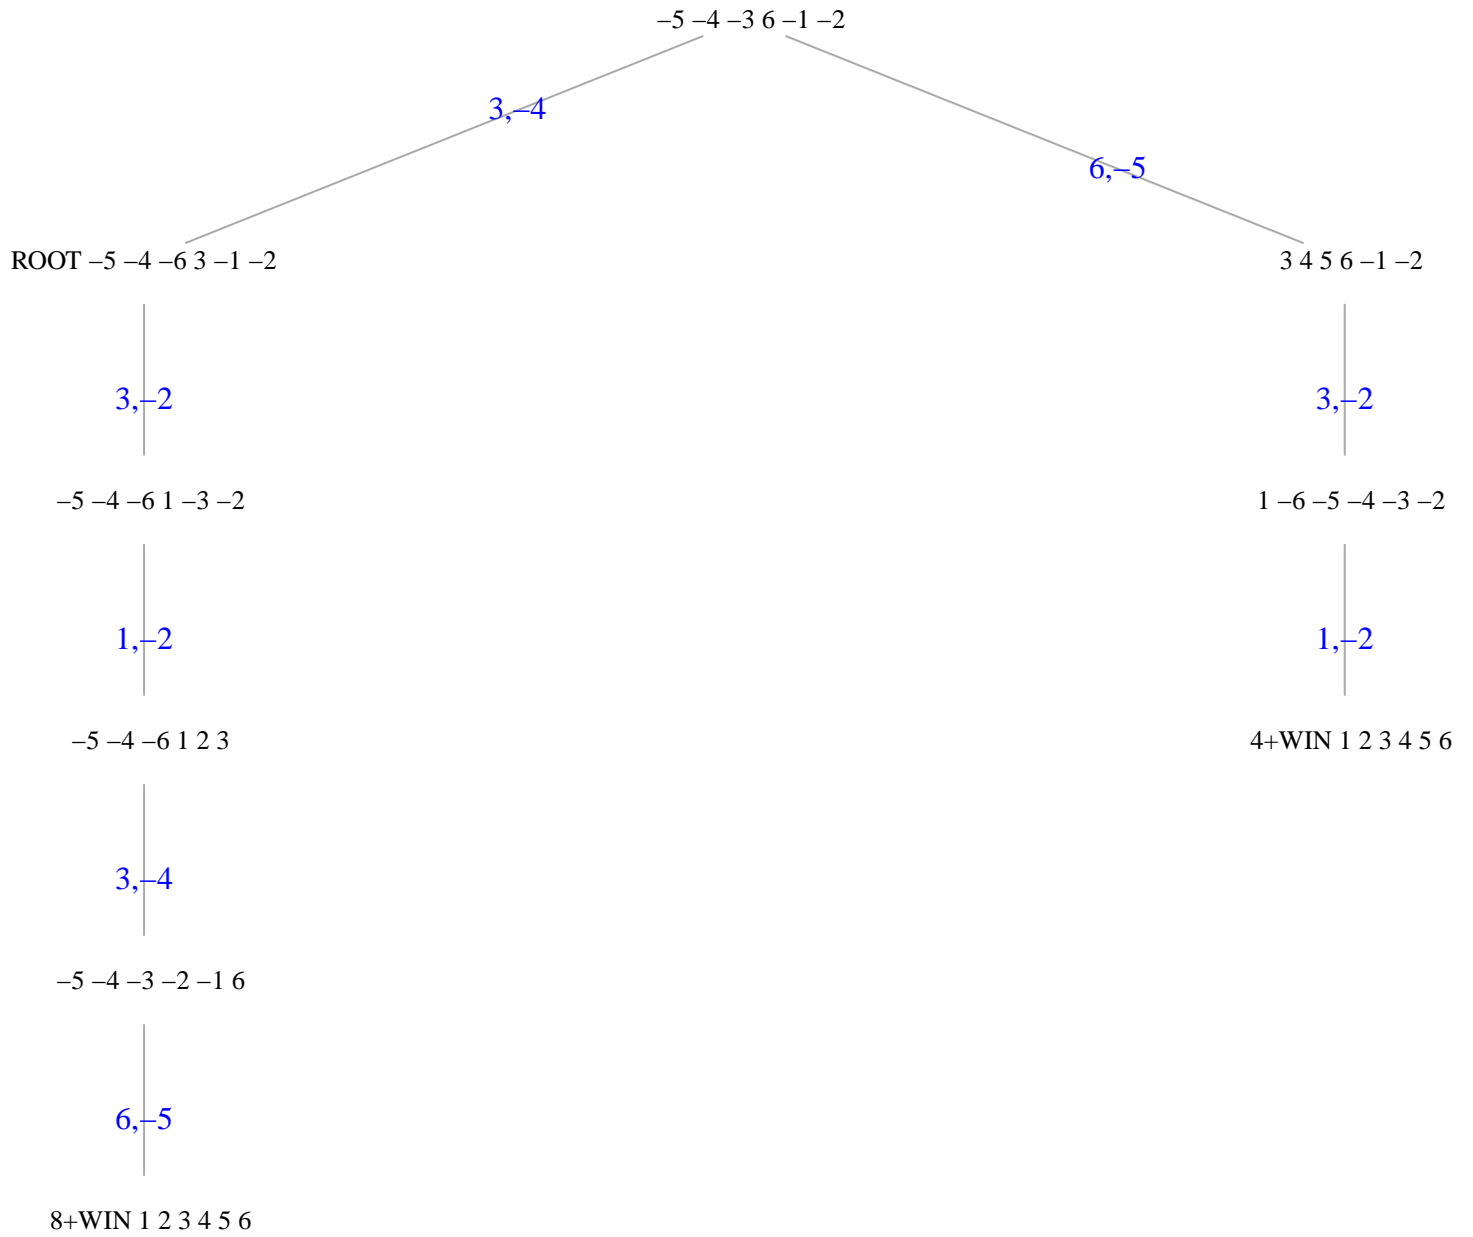 –5 –4 –3 6 –1 –2
3,–4
6,–5
ROOT –5 –4 –6 3 –1 –2
3 4 5 6 –1 –2
3,–2
3,–2
–5 –4 –6 1 –3 –2
1 –6 –5 –4 –3 –2
1,–2
1,–2
–5 –4 –6 1 2 3
4+WIN 1 2 3 4 5 6
3,–4
–5 –4 –3 –2 –1 6
6,–5
8+WIN 1 2 3 4 5 6